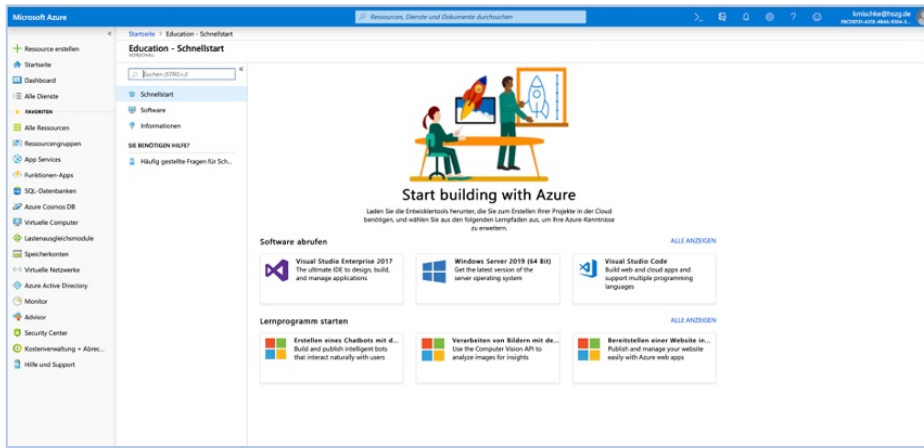 Microsoft Azure
Ressourcen, Dienste und Dokumente durchsuchen
kmischke@hszg.de
Startseite > Education - Schnellstart
Education - Schnellstart
VORSCHAU
Ressource erstellen
Startseite
Dashboard
Alle Dienste
FAVORITEN
Alle Ressourcen
Ressourcengruppen
App Services
Funktionen-Apps
SQL-Datenbanken
Azure Cosmos DB
Virtuelle Computer
Lastenausgleichsmodule
Speicherkonten
Virtuelle Netzwerke
Azure Active Directory
Monitor
Advisor
Security Center
Kostenverwaltung + Abrec...
Hilfe und Support
Suchen (STRG+/)
Schnellstart
Software
Informationen
SIE BENÖTIGEN HILFE?
Häufig gestellte Fragen für Sch...
Start building with Azure
Laden Sie die Entwicklertools herunter, die Sie zum Erstellen Ihrer Projekte in der Cloud
benötigen, und wählen Sie aus den folgenden Lernpfaden aus, um Ihre Azure-Kenntnisse
zu erweitern.
Software abrufen
ALLE ANZEIGEN
Visual Studio Enterprise 2017
The ultimate IDE to design, build,
and manage applications
Windows Server 2019 (64 Bit)
Get the latest version of the
server operating system
Visual Studio Code
Build web and cloud apps and
support multiple programming
languages
Lernprogramm starten
ALLE ANZEIGEN
Erstellen eines Chatbots mit d...
Build and publish intelligent bots
that interact naturally with users
Verarbeiten von Bildern mit de...
Use the Computer Vision API to
analyze images for insights
Bereitstellen einer Website in...
Publish and manage your website
easily with Azure web apps